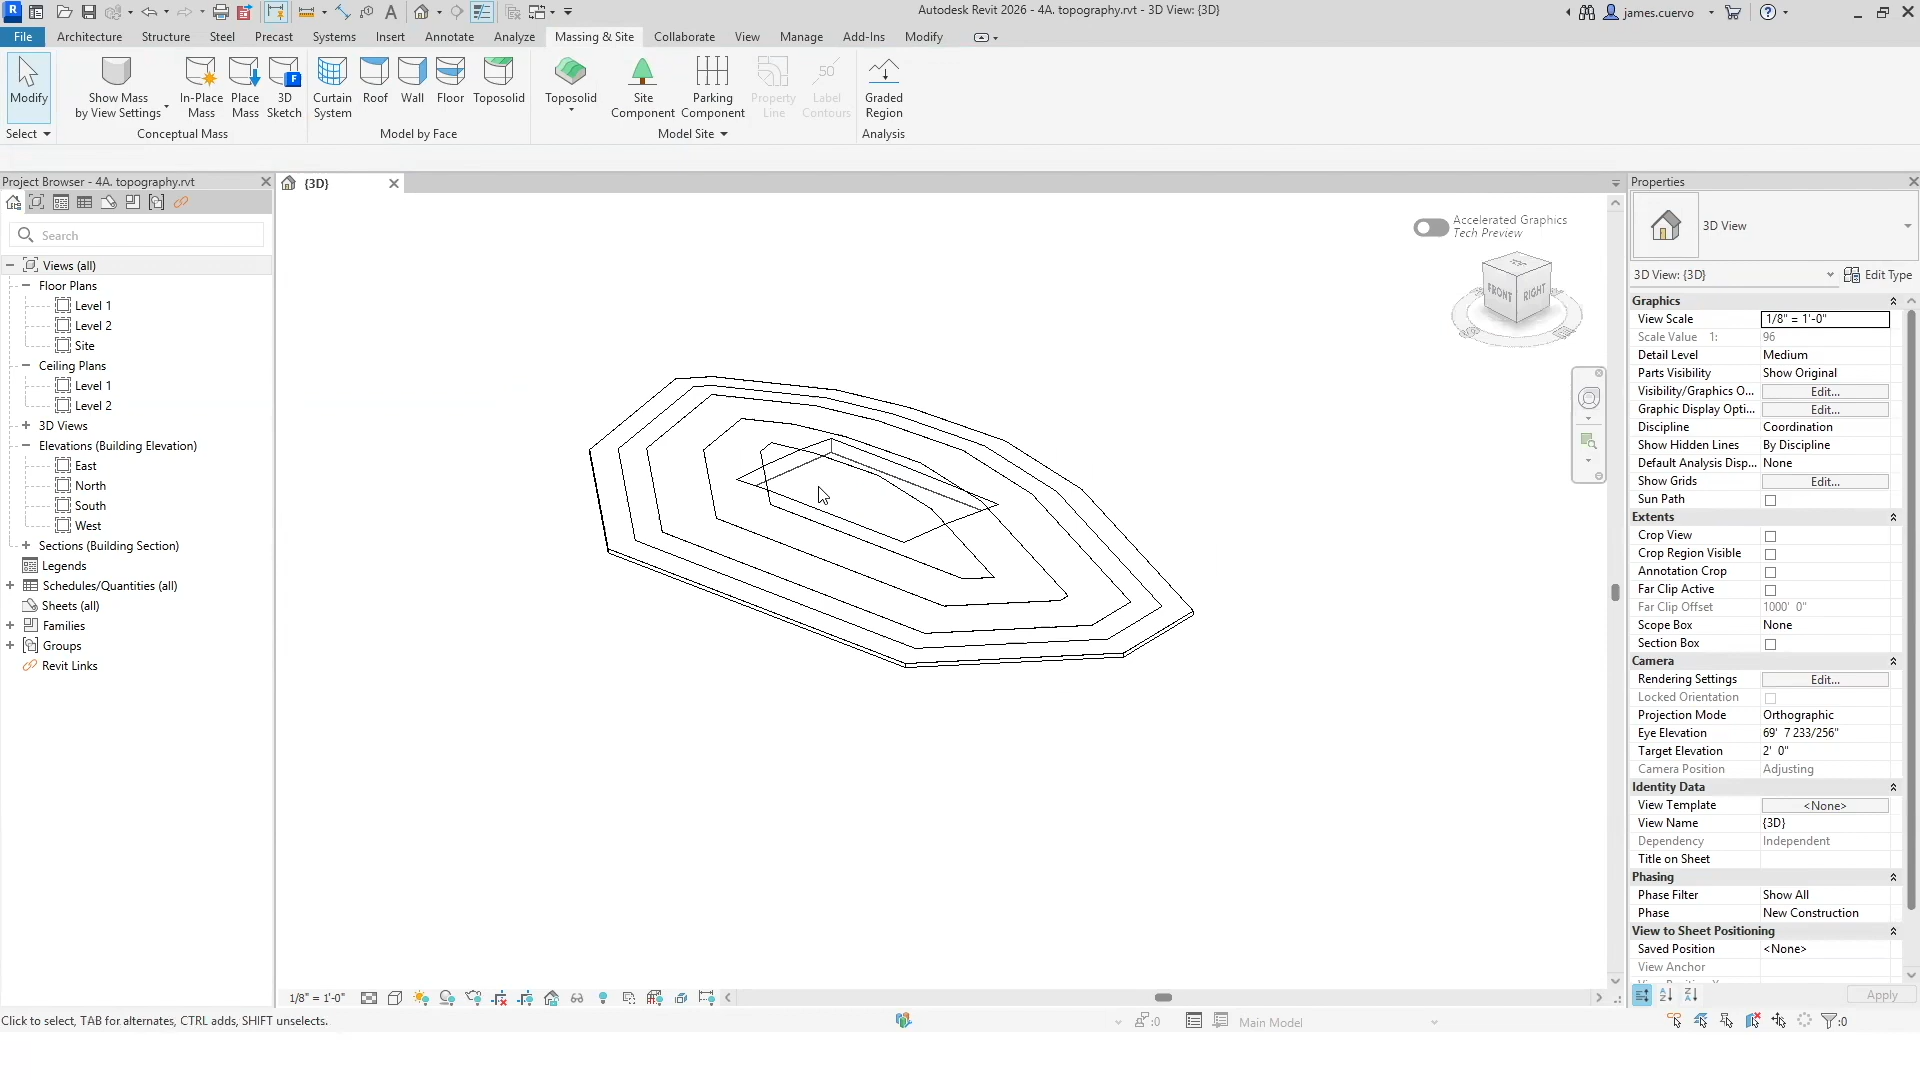 Autodesk Revit 2026 - 4A. topography.rvt - 3D View: {3D}
james.cuervo
File Architecture Structure Steel Precast Systems Insert Annotate Analyze Massing & Site Collaborate View Manage Add-Ins Modify
Modify
Show Mass
by View Settings
In-Place
Mass
Place
Mass
3D
Sketch
Curtain
System
Roof
Wall
Floor
Toposolid
Toposolid
Site
Component
Parking
Component
Property
Line
50
Label
Contours
Graded
Region
Select
Conceptual Mass
Model by Face
Model Site
Analysis
Project Browser - 4A. topography.rvt
{3D}
Properties
Search
Accelerated Graphics
Tech Preview
TOP
FRONT
RIGHT
Views (all)
Floor Plans
Level 1
Level 2
Site
Ceiling Plans
Level 1
Level 2
3D Views
Elevations (Building Elevation)
East
North
South
West
Sections (Building Section)
Legends
Schedules/Quantities (all)
Sheets (all)
Families
Groups
Revit Links
3D View
3D View: {3D}
Edit Type
Graphics
View Scale 1/8" = 1'-0"
Scale Value 1: 96
Detail Level Medium
Parts Visibility Show Original
Visibility/Graphics O... Edit...
Graphic Display Opti... Edit...
Discipline Coordination
Show Hidden Lines By Discipline
Default Analysis Disp... None
Show Grids Edit...
Sun Path
Extents
Crop View
Crop Region Visible
Annotation Crop
Far Clip Active
Far Clip Offset 1000' 0"
Scope Box None
Section Box
Camera
Rendering Settings Edit...
Locked Orientation
Projection Mode Orthographic
Eye Elevation 69' 7 233/256"
Target Elevation 2' 0"
Camera Position Adjusting
Identity Data
View Template <None>
View Name {3D}
Dependency Independent
Title on Sheet
Phasing
Phase Filter Show All
Phase New Construction
View to Sheet Positioning
Saved Position <None>
View Anchor
Apply
1/8" = 1'-0"
Click to select, TAB for alternates, CTRL adds, SHIFT unselects.
:0
Main Model
:0